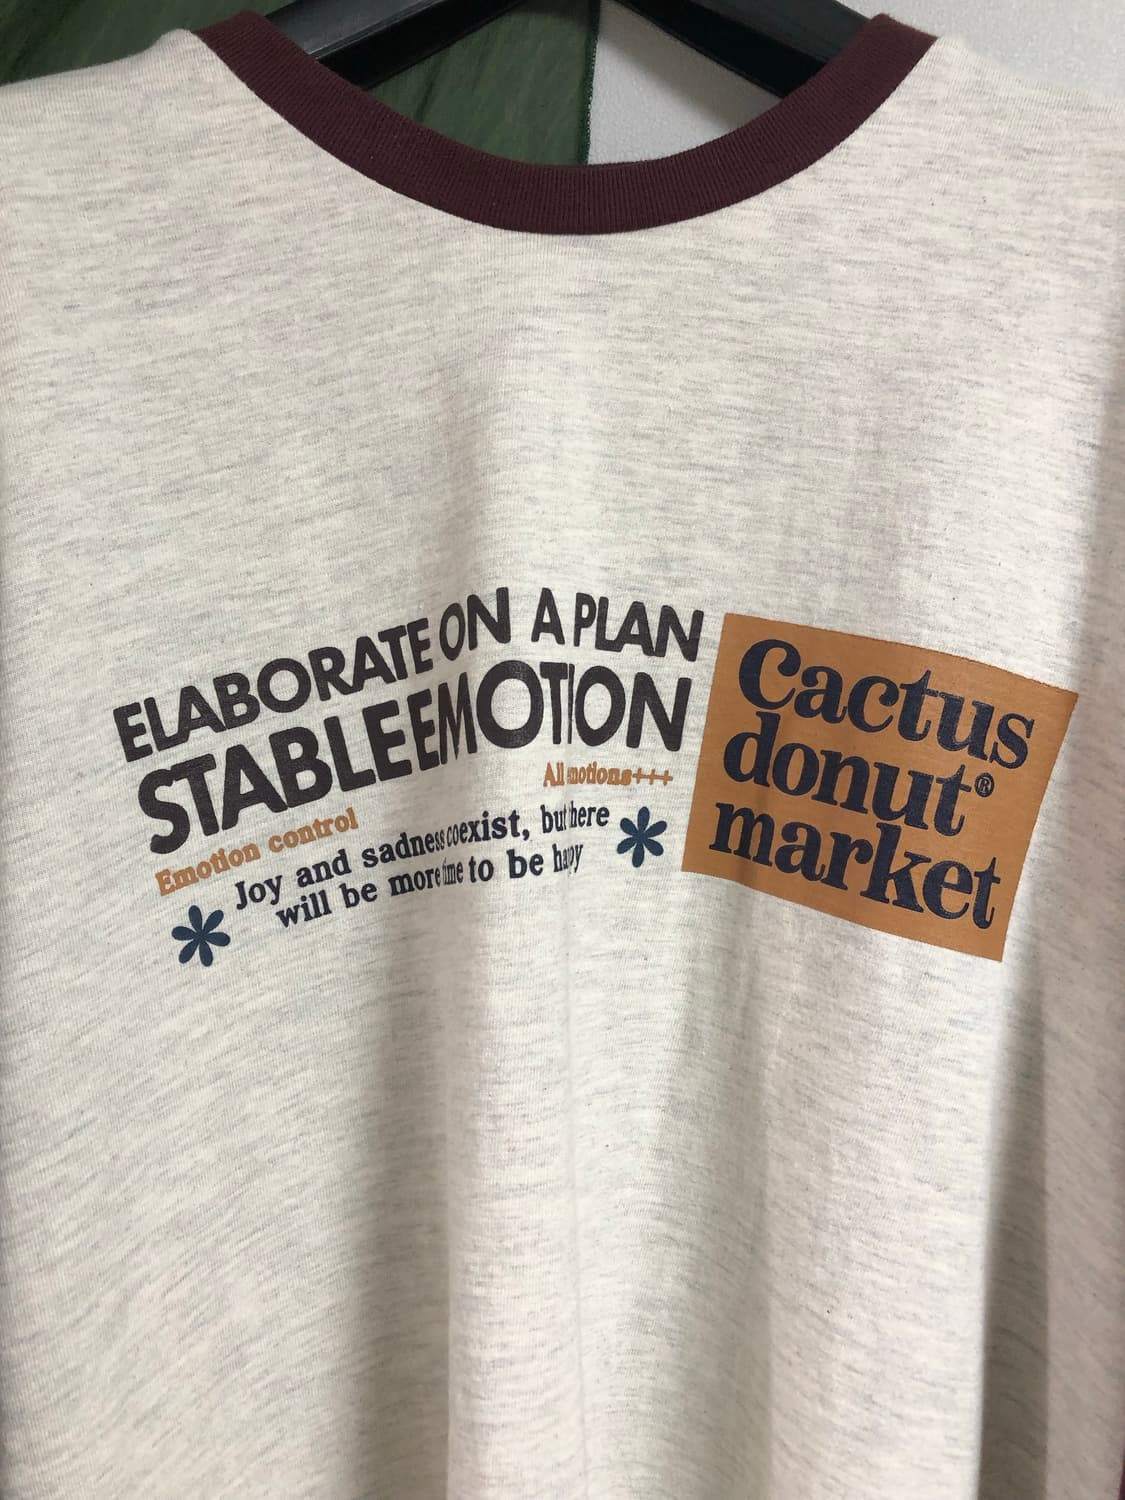 ELABORATE ON A PLAN
STABLEEMOTION
All emotions+++
Emotion control
Joy and sadness coexist, but there
will be more time to be happy
Cactus
donut®
market